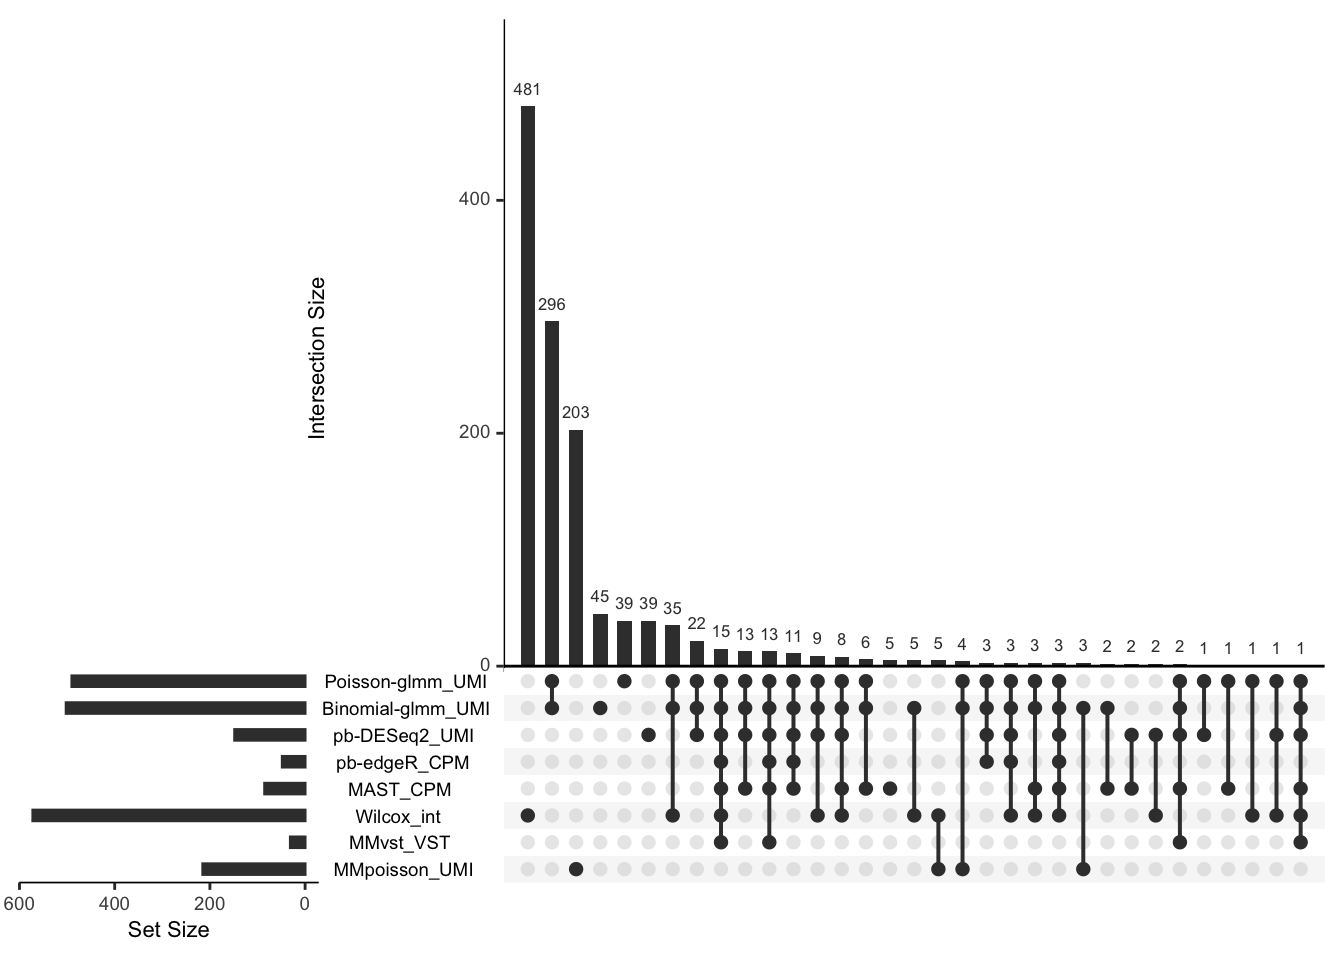 481
400
296
Intersection Size
203
200
45 39 39 35 22 15 13 13 11 9 8 6 5 5 5 4 3 3 3 3 3 2 2 2 2 1 1 1 1 1
0
Poisson-glmm_UMI
Binomial-glmm_UMI
pb-DESeq2_UMI
pb-edgeR_CPM
MAST_CPM
Wilcox_int
MMvst_VST
MMpoisson_UMI
600 400 200 0
Set Size